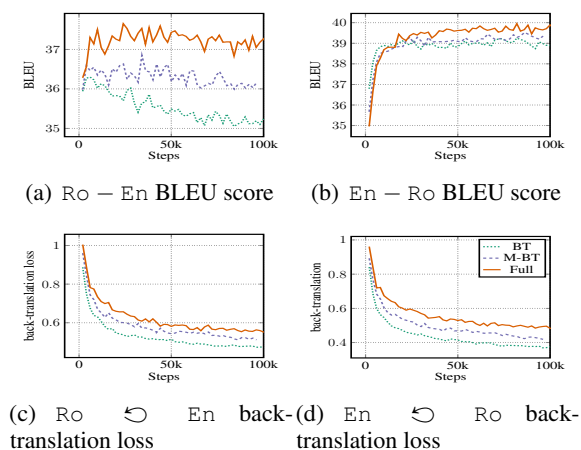 37
36
35
BLEU
0
50k
100k
Steps
(a) Ro − En BLEU score
40
39
38
37
36
35
BLEU
0
50k
100k
Steps
(b) En − Ro BLEU score
1
0.8
0.6
back-translation loss
0
50k
100k
Steps
(c) Ro ⟲ En back-
translation loss
1
0.8
0.6
0.4
back-translation
BT
M-BT
Full
0
50k
100k
Steps
(d) En ⟲ Ro back-
translation loss